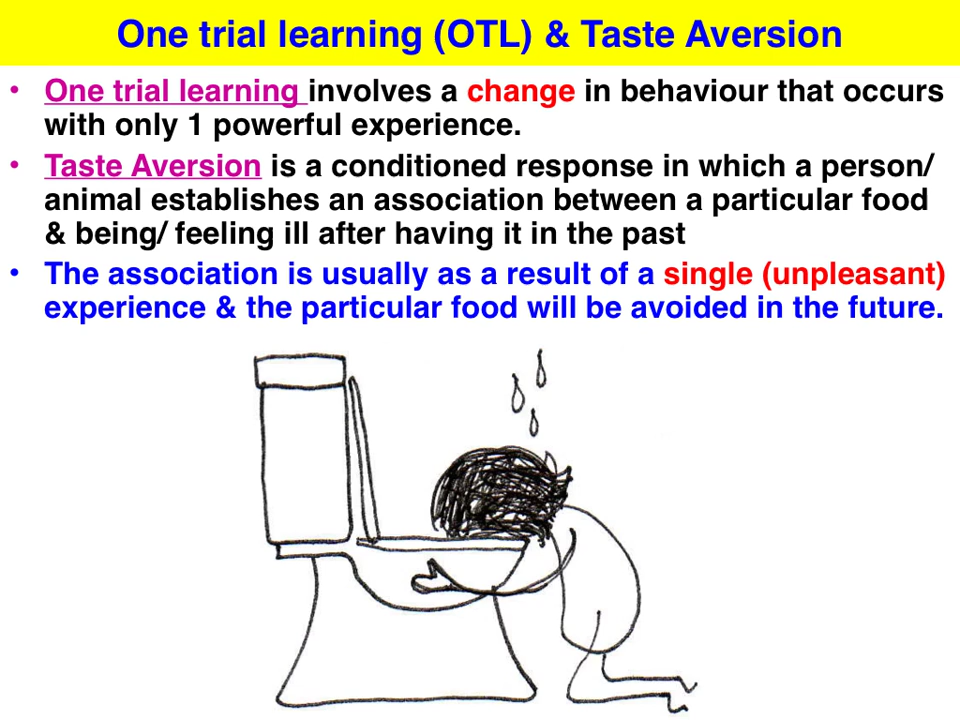 One trial learning (OTL) & Taste Aversion
• One trial learning involves a change in behaviour that occurs
with only 1 powerful experience.
• Taste Aversion is a conditioned response in which a person/
animal establishes an association between a particular food
& being/ feeling ill after having it in the past
• The association is usually as a result of a single (unpleasant)
experience & the particular food will be avoided in the future.